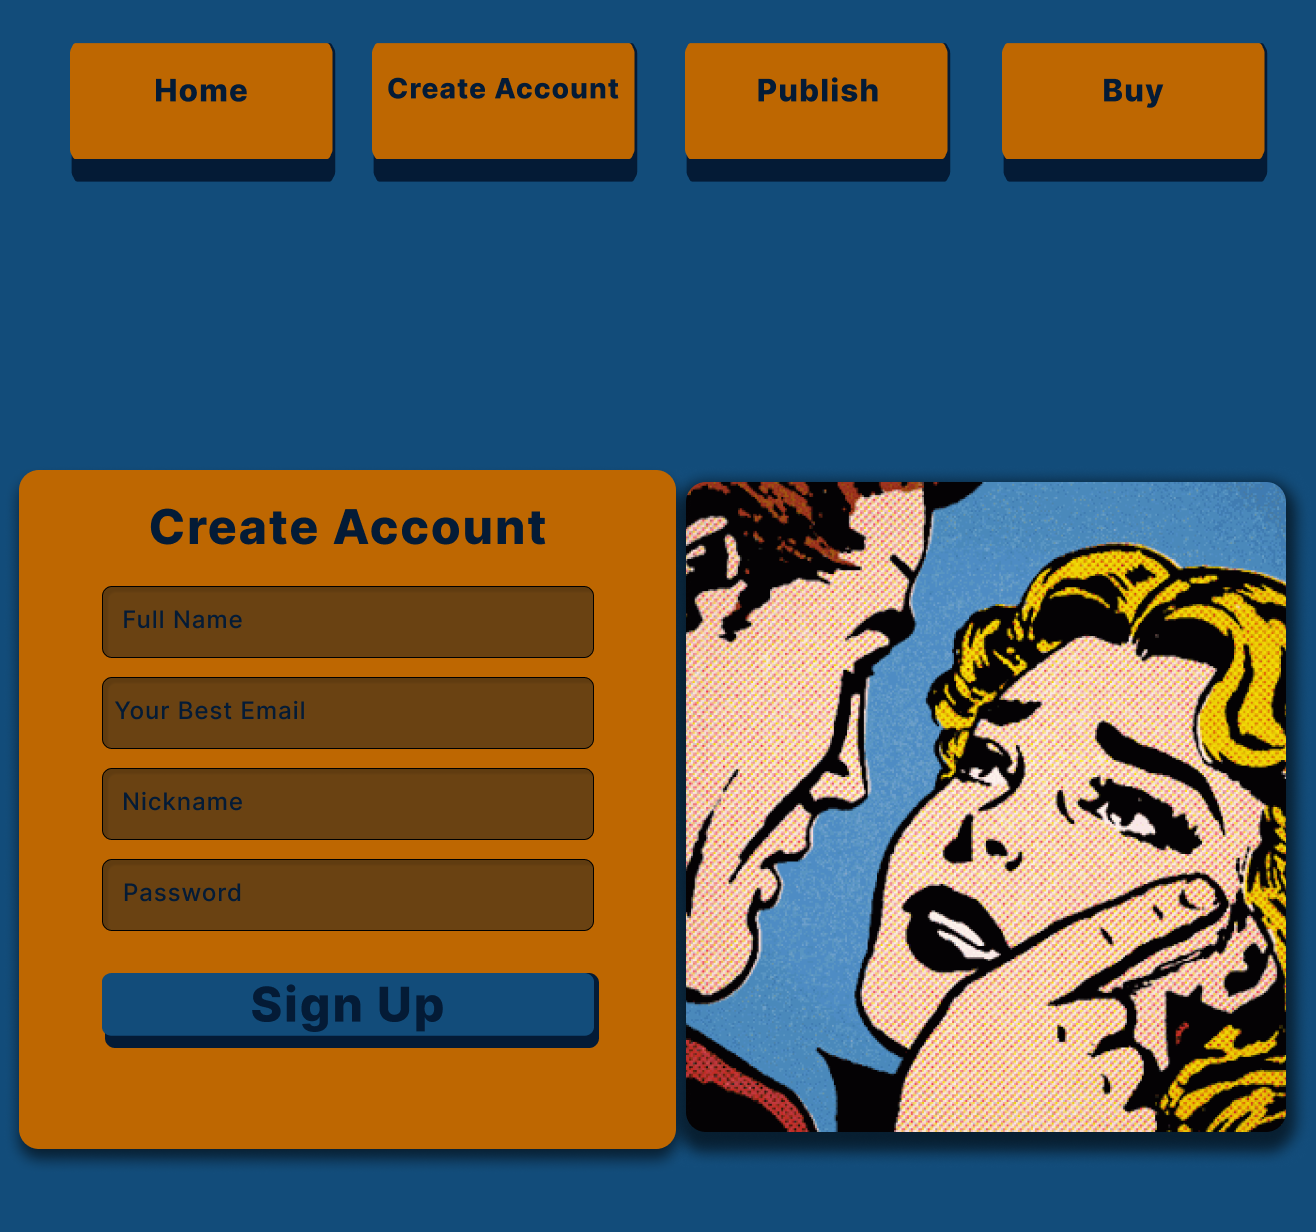 Home
Create Account
Publish
Buy
Create Account
Full Name
Your Best Email
Nickname
Password
Sign Up